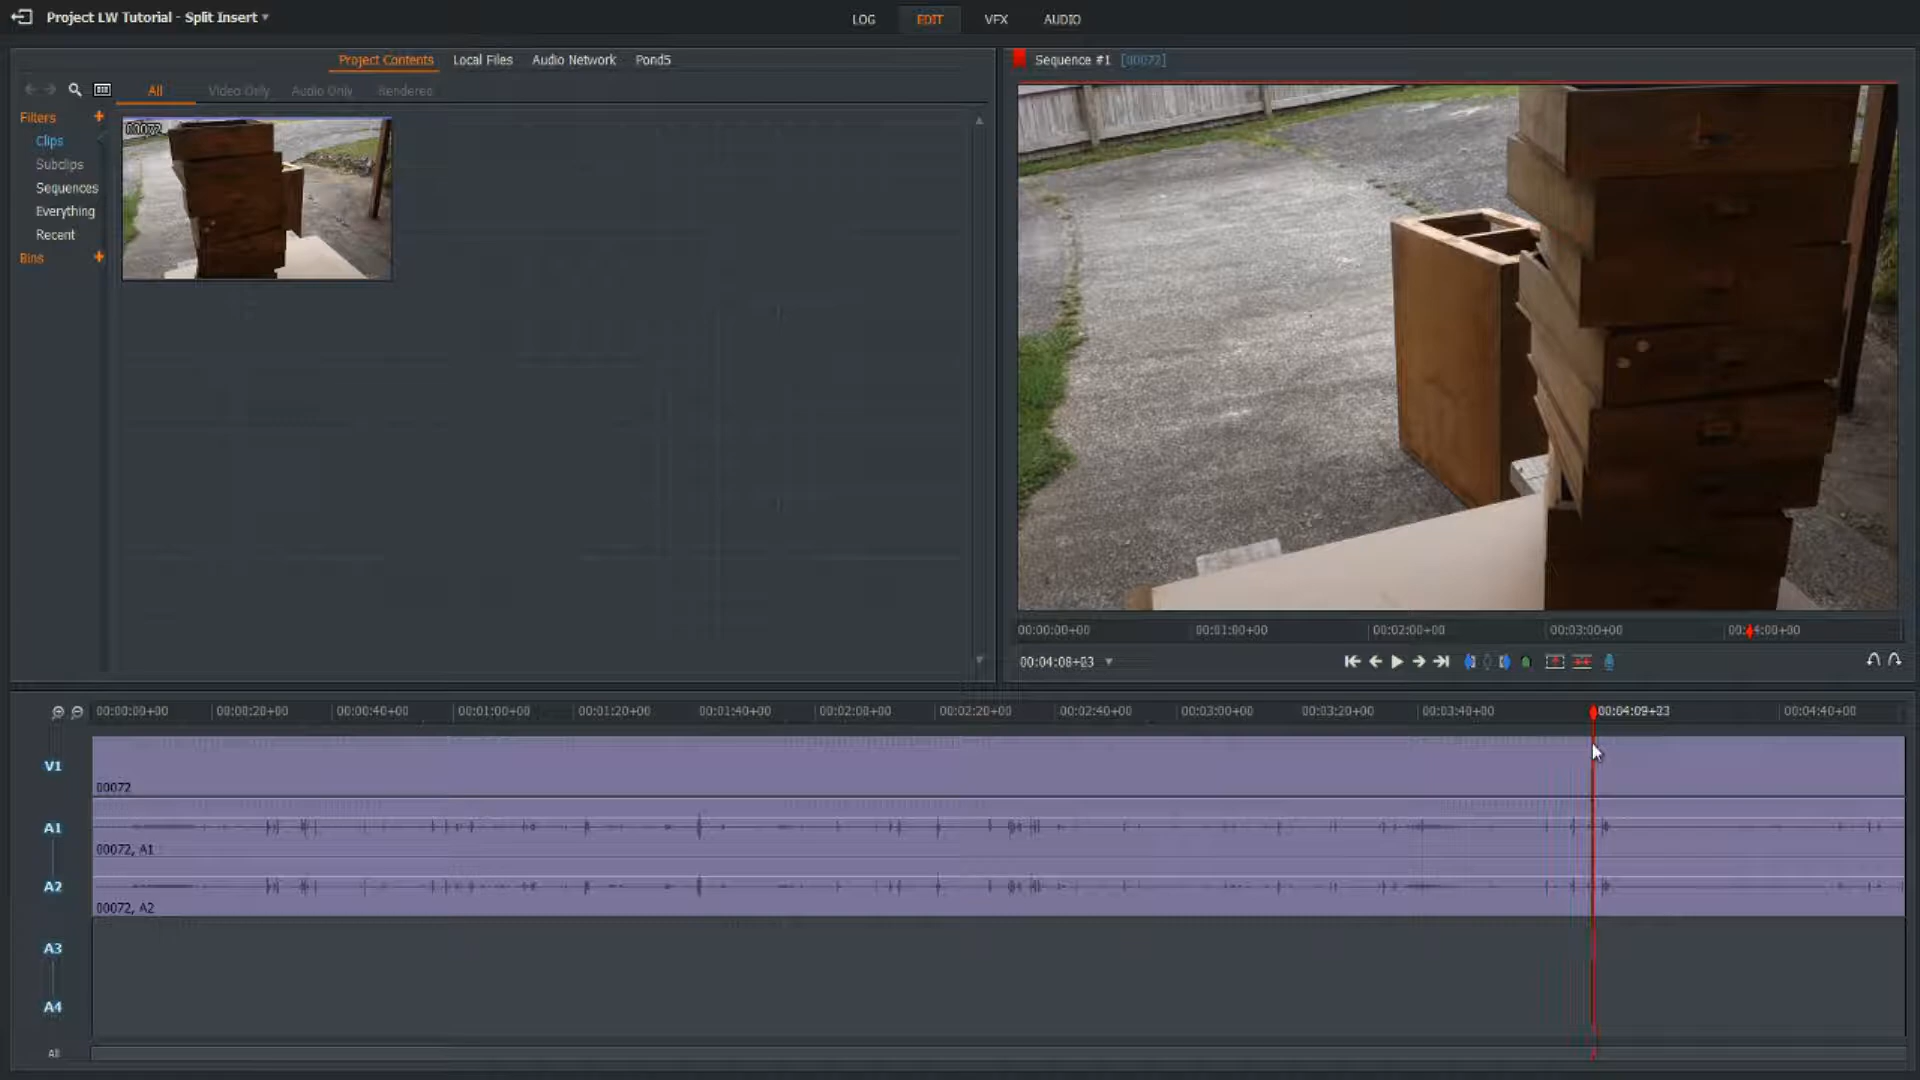 Project LW Tutorial - Split Insert
LOG
EDIT
VFX
AUDIO
Project Contents
Local Files
Audio Network
Pond5
Sequence #1 [00072]
All
Video Only
Audio Only
Rendered
Filters
Clips
Subclips
Sequences
Everything
Recent
Bins
00072
00:00:00+00
00:01:00+00
00:02:00+00
00:03:00+00
00:04:00+00
00:04:08+03
00:00:00+00
00:00:20+00
00:00:40+00
00:01:00+00
00:01:20+00
00:01:40+00
00:02:00+00
00:02:20+00
00:02:40+00
00:03:00+00
00:03:20+00
00:03:40+00
00:04:09+03
00:04:40+00
V1
00072
A1
00072, A1
A2
00072, A2
A3
A4
All